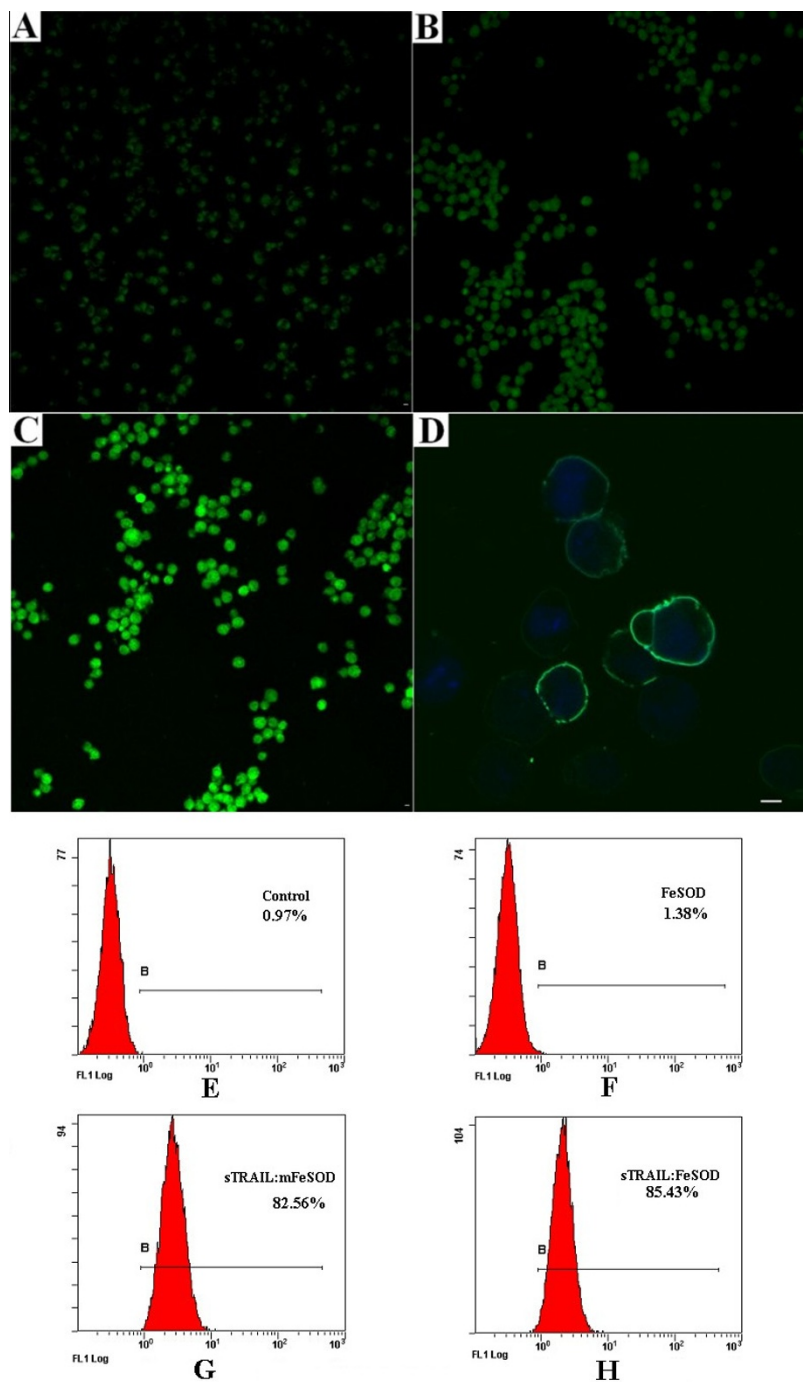 A
B
C
D
77
Control
0.97%
B
10⁰ 10¹ 10² 10³
FL1 Log
E
74
FeSOD
1.38%
B
10⁰ 10¹ 10² 10³
FL1 Log
F
94
sTRAIL:mFeSOD
82.56%
B
10⁰ 10¹ 10² 10³
FL1 Log
G
104
sTRAIL:FeSOD
85.43%
B
10⁰ 10¹ 10² 10³
FL1 Log
H